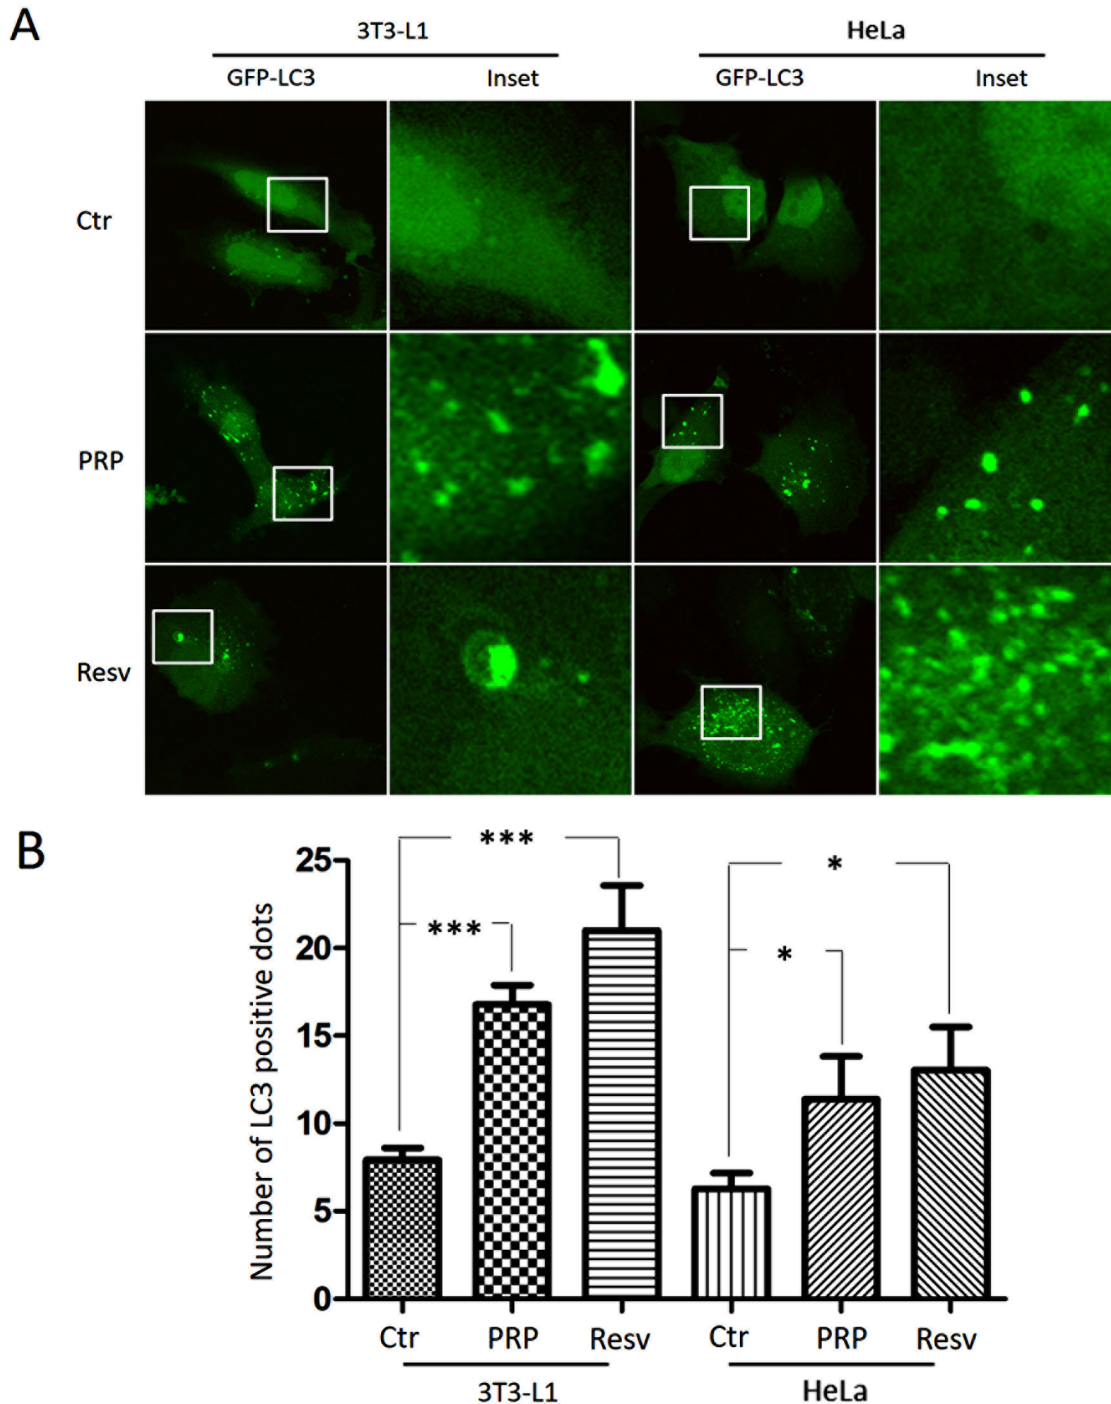 A
3T3-L1 HeLa
GFP-LC3 Inset GFP-LC3 Inset
Ctr
PRP
Resv
B
Number of LC3 positive dots
25
20
15
10
5
0
*** ***
* *
Ctr PRP Resv Ctr PRP Resv
3T3-L1 HeLa